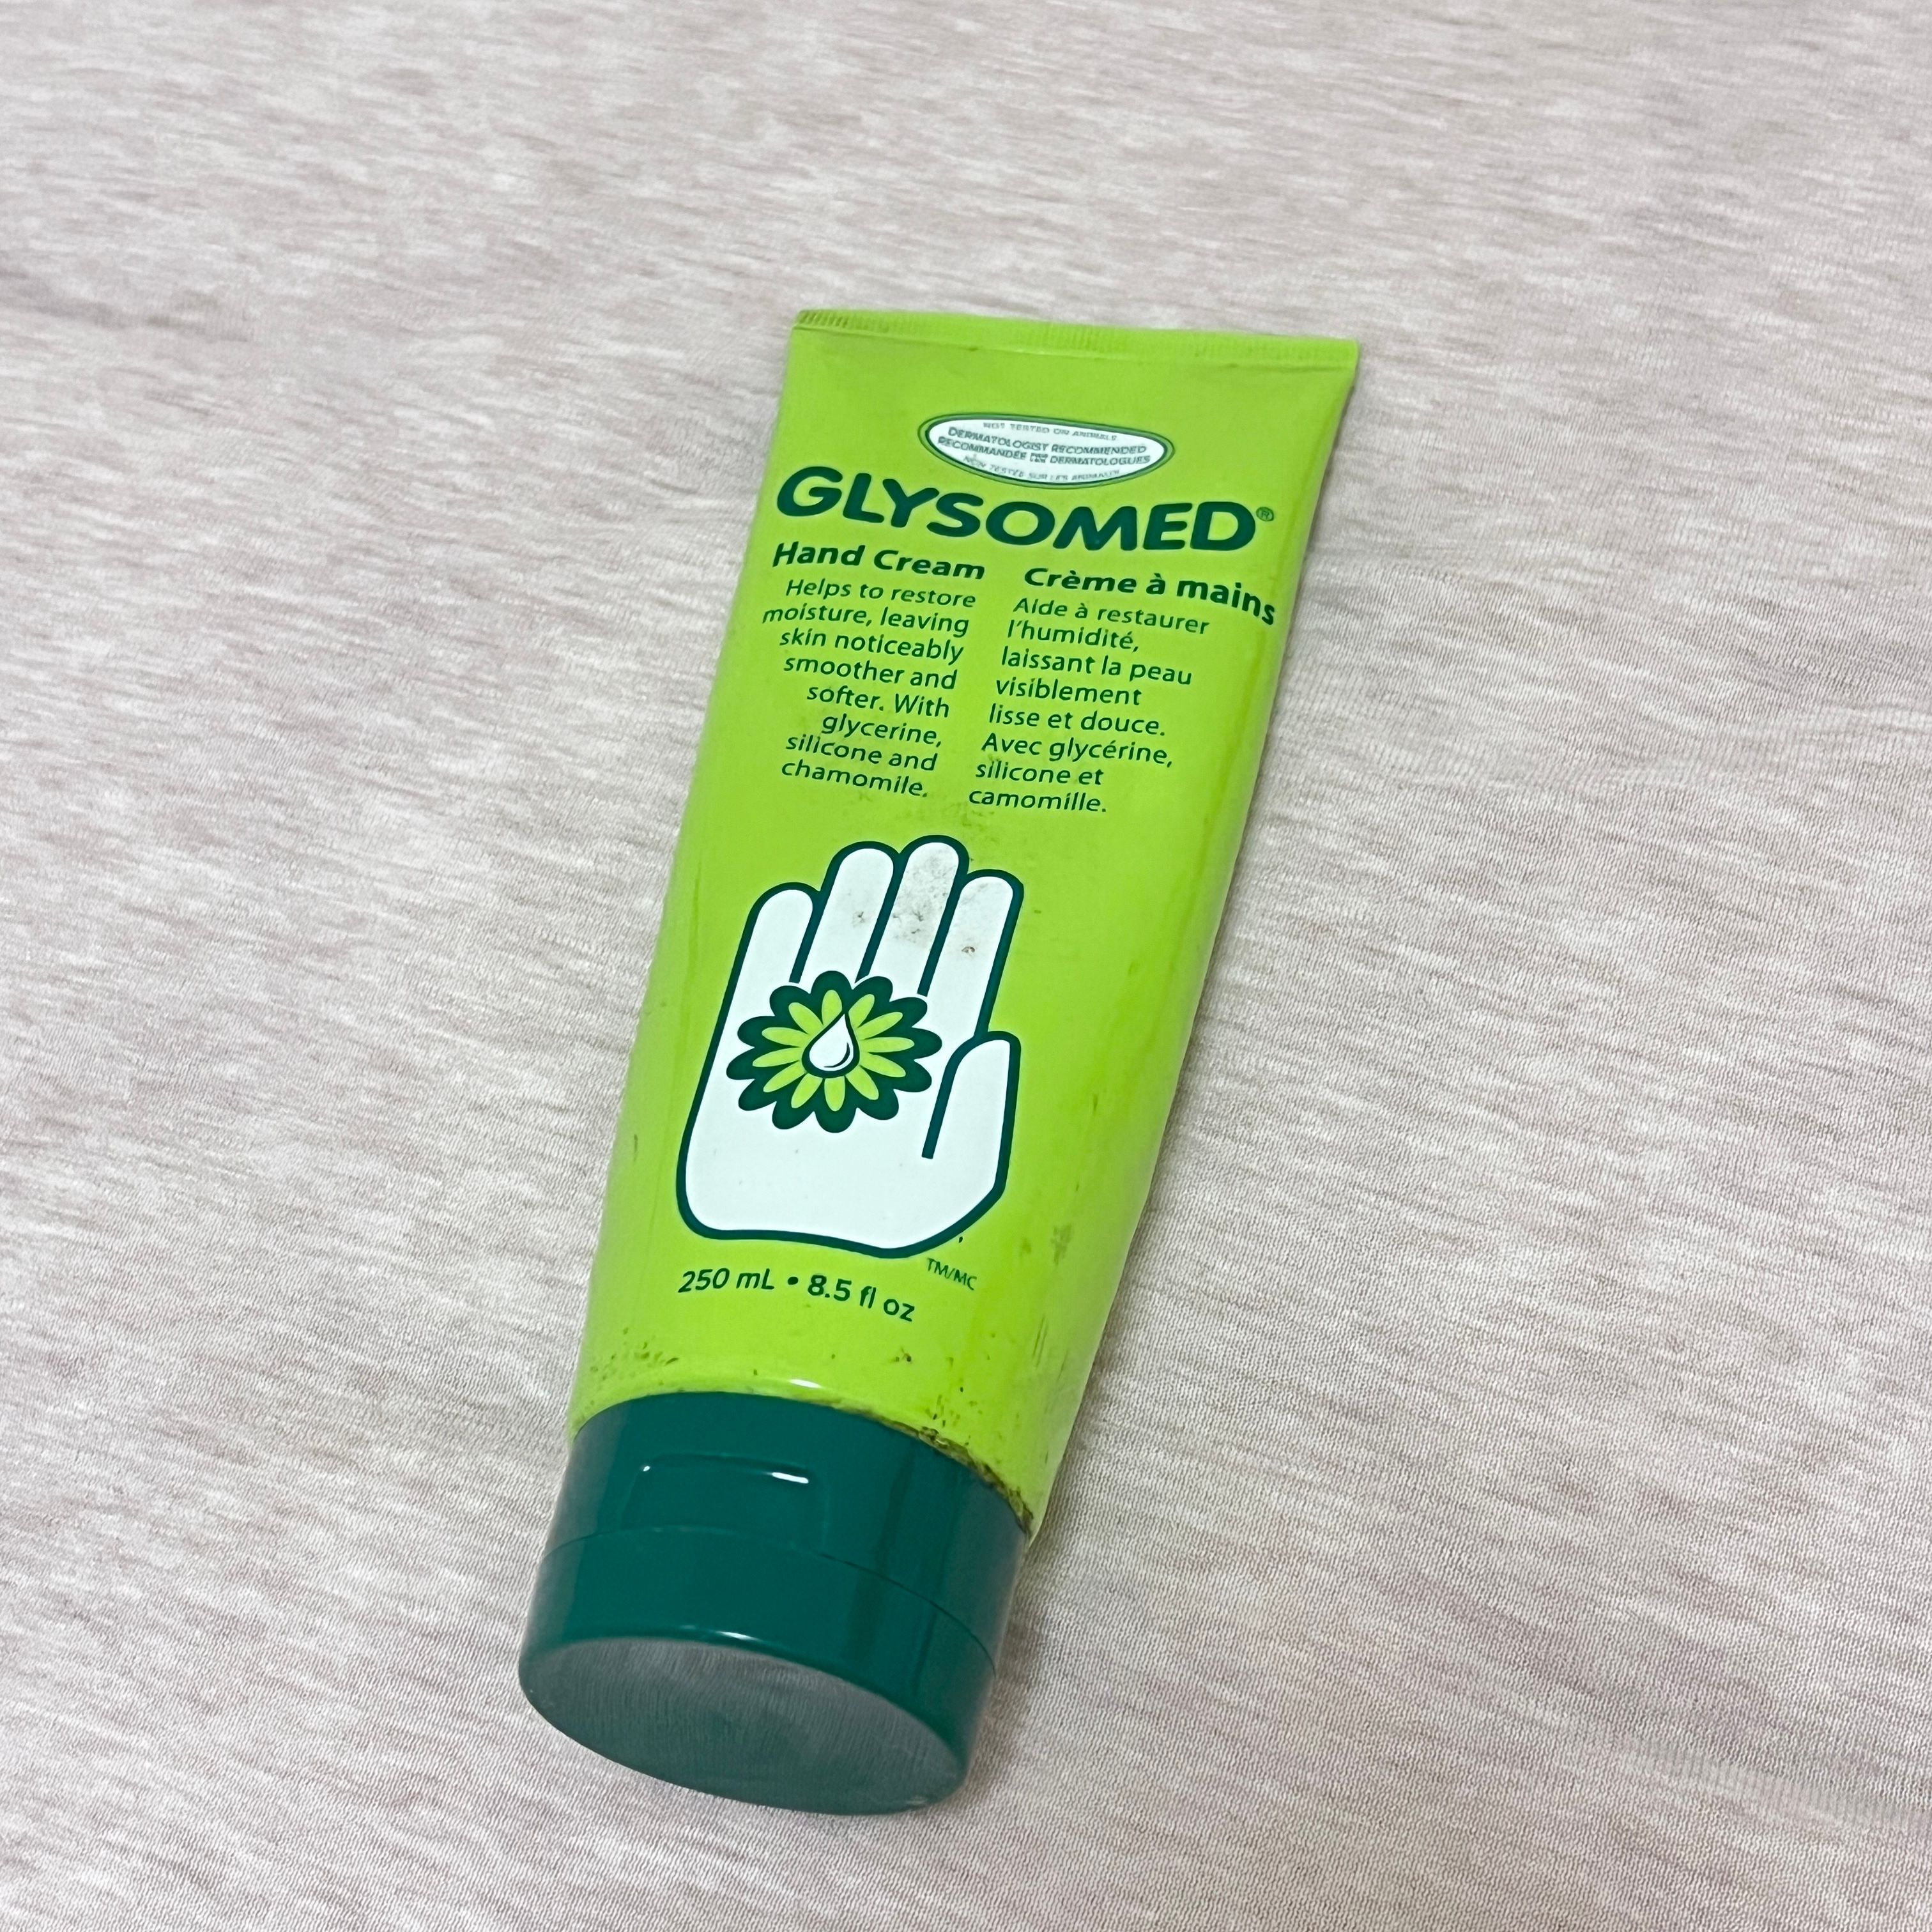 NOT TESTED ON ANIMALS
DERMATOLOGIST RECOMMENDED
RECOMMANDÉE PAR LES DERMATOLOGUES
NON TESTÉE SUR LES ANIMAUX
GLYSOMED®
Hand Cream
Helps to restore
moisture, leaving
skin noticeably
smoother and
softer. With
glycerine,
silicone and
chamomile.
Crème à mains
Aide à restaurer
l'humidité,
laissant la peau
visiblement
lisse et douce.
Avec glycérine,
silicone et
camomille.
TM/MC
250 mL • 8.5 fl oz